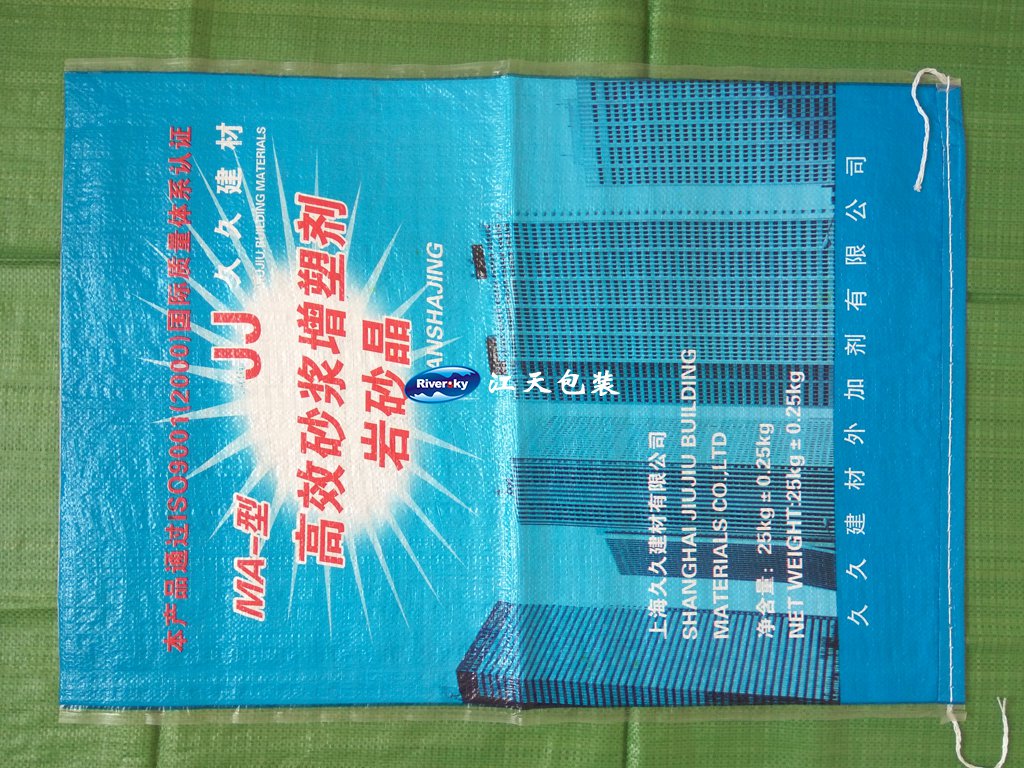 本产品通过ISO9001(2000)国际质量体系认证
JJ
久久建材
JIUJIU BUILDING MATERIALS
MA-型
高效砂浆增塑剂
岩砂晶
YANSHAJING
Riversky
江天包装
上海久久建材有限公司
SHANGHAI JIUJIU BUILDING
MATERIALS CO.,LTD
净含量：25kg±0.25kg
NET WEIGHT:25kg±0.25kg
久久建材外加剂有限公司